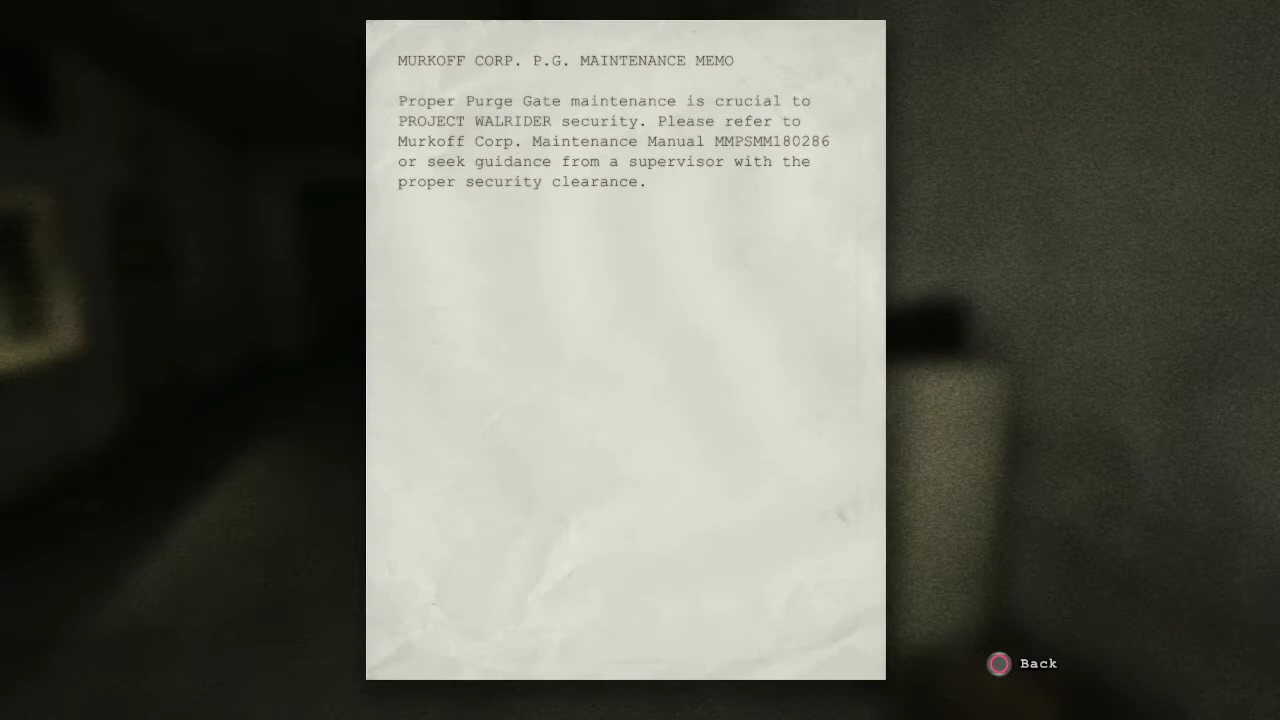 MURKOFF CORP. P.G. MAINTENANCE MEMO
Proper Purge Gate maintenance is crucial to
PROJECT WALRIDER security. Please refer to
Murkoff Corp. Maintenance Manual MMPSMM180286
or seek guidance from a supervisor with the
proper security clearance.
Back